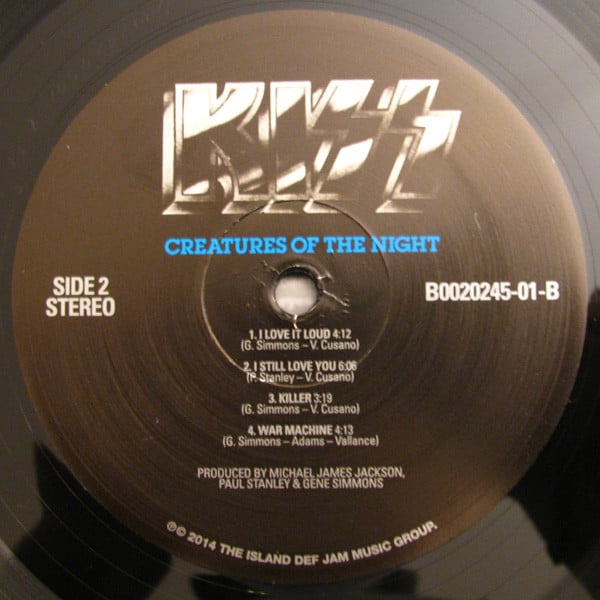 KISS
CREATURES OF THE NIGHT
SIDE 2
STEREO
B0020245-01-B
1. I LOVE IT LOUD 4:12
(G. Simmons – V. Cusano)
2. I STILL LOVE YOU 6:06
(P. Stanley – V. Cusano)
3. KILLER 3:19
(G. Simmons – V. Cusano)
4. WAR MACHINE 4:13
(G. Simmons – Adams – Vallance)
PRODUCED BY MICHAEL JAMES JACKSON,
PAUL STANLEY & GENE SIMMONS
℗© 2014 THE ISLAND DEF JAM MUSIC GROUP.